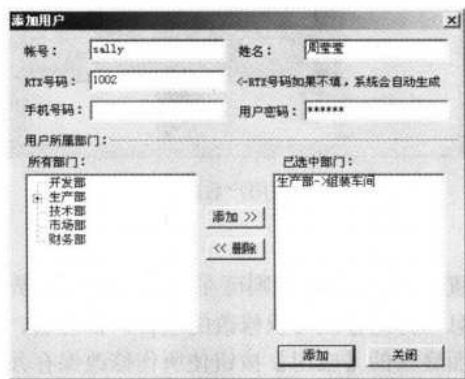 添加用户
帐号： sally 姓名： 周莹莹
RTX号码： 1002 <-RTX号码如果不填，系统会自动生成
手机号码： 用户密码： ******
用户所属部门：
所有部门： 已选中部门：
开发部 生产部->组装车间
生产部
技术部
市场部
财务部
添加 >>
<< 删除
添加 关闭